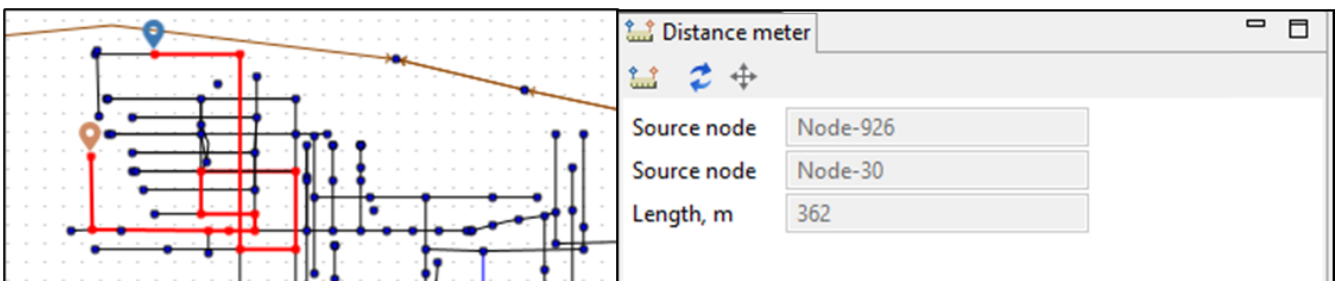 Distance meter
Source node Node-926
Source node Node-30
Length, m 362